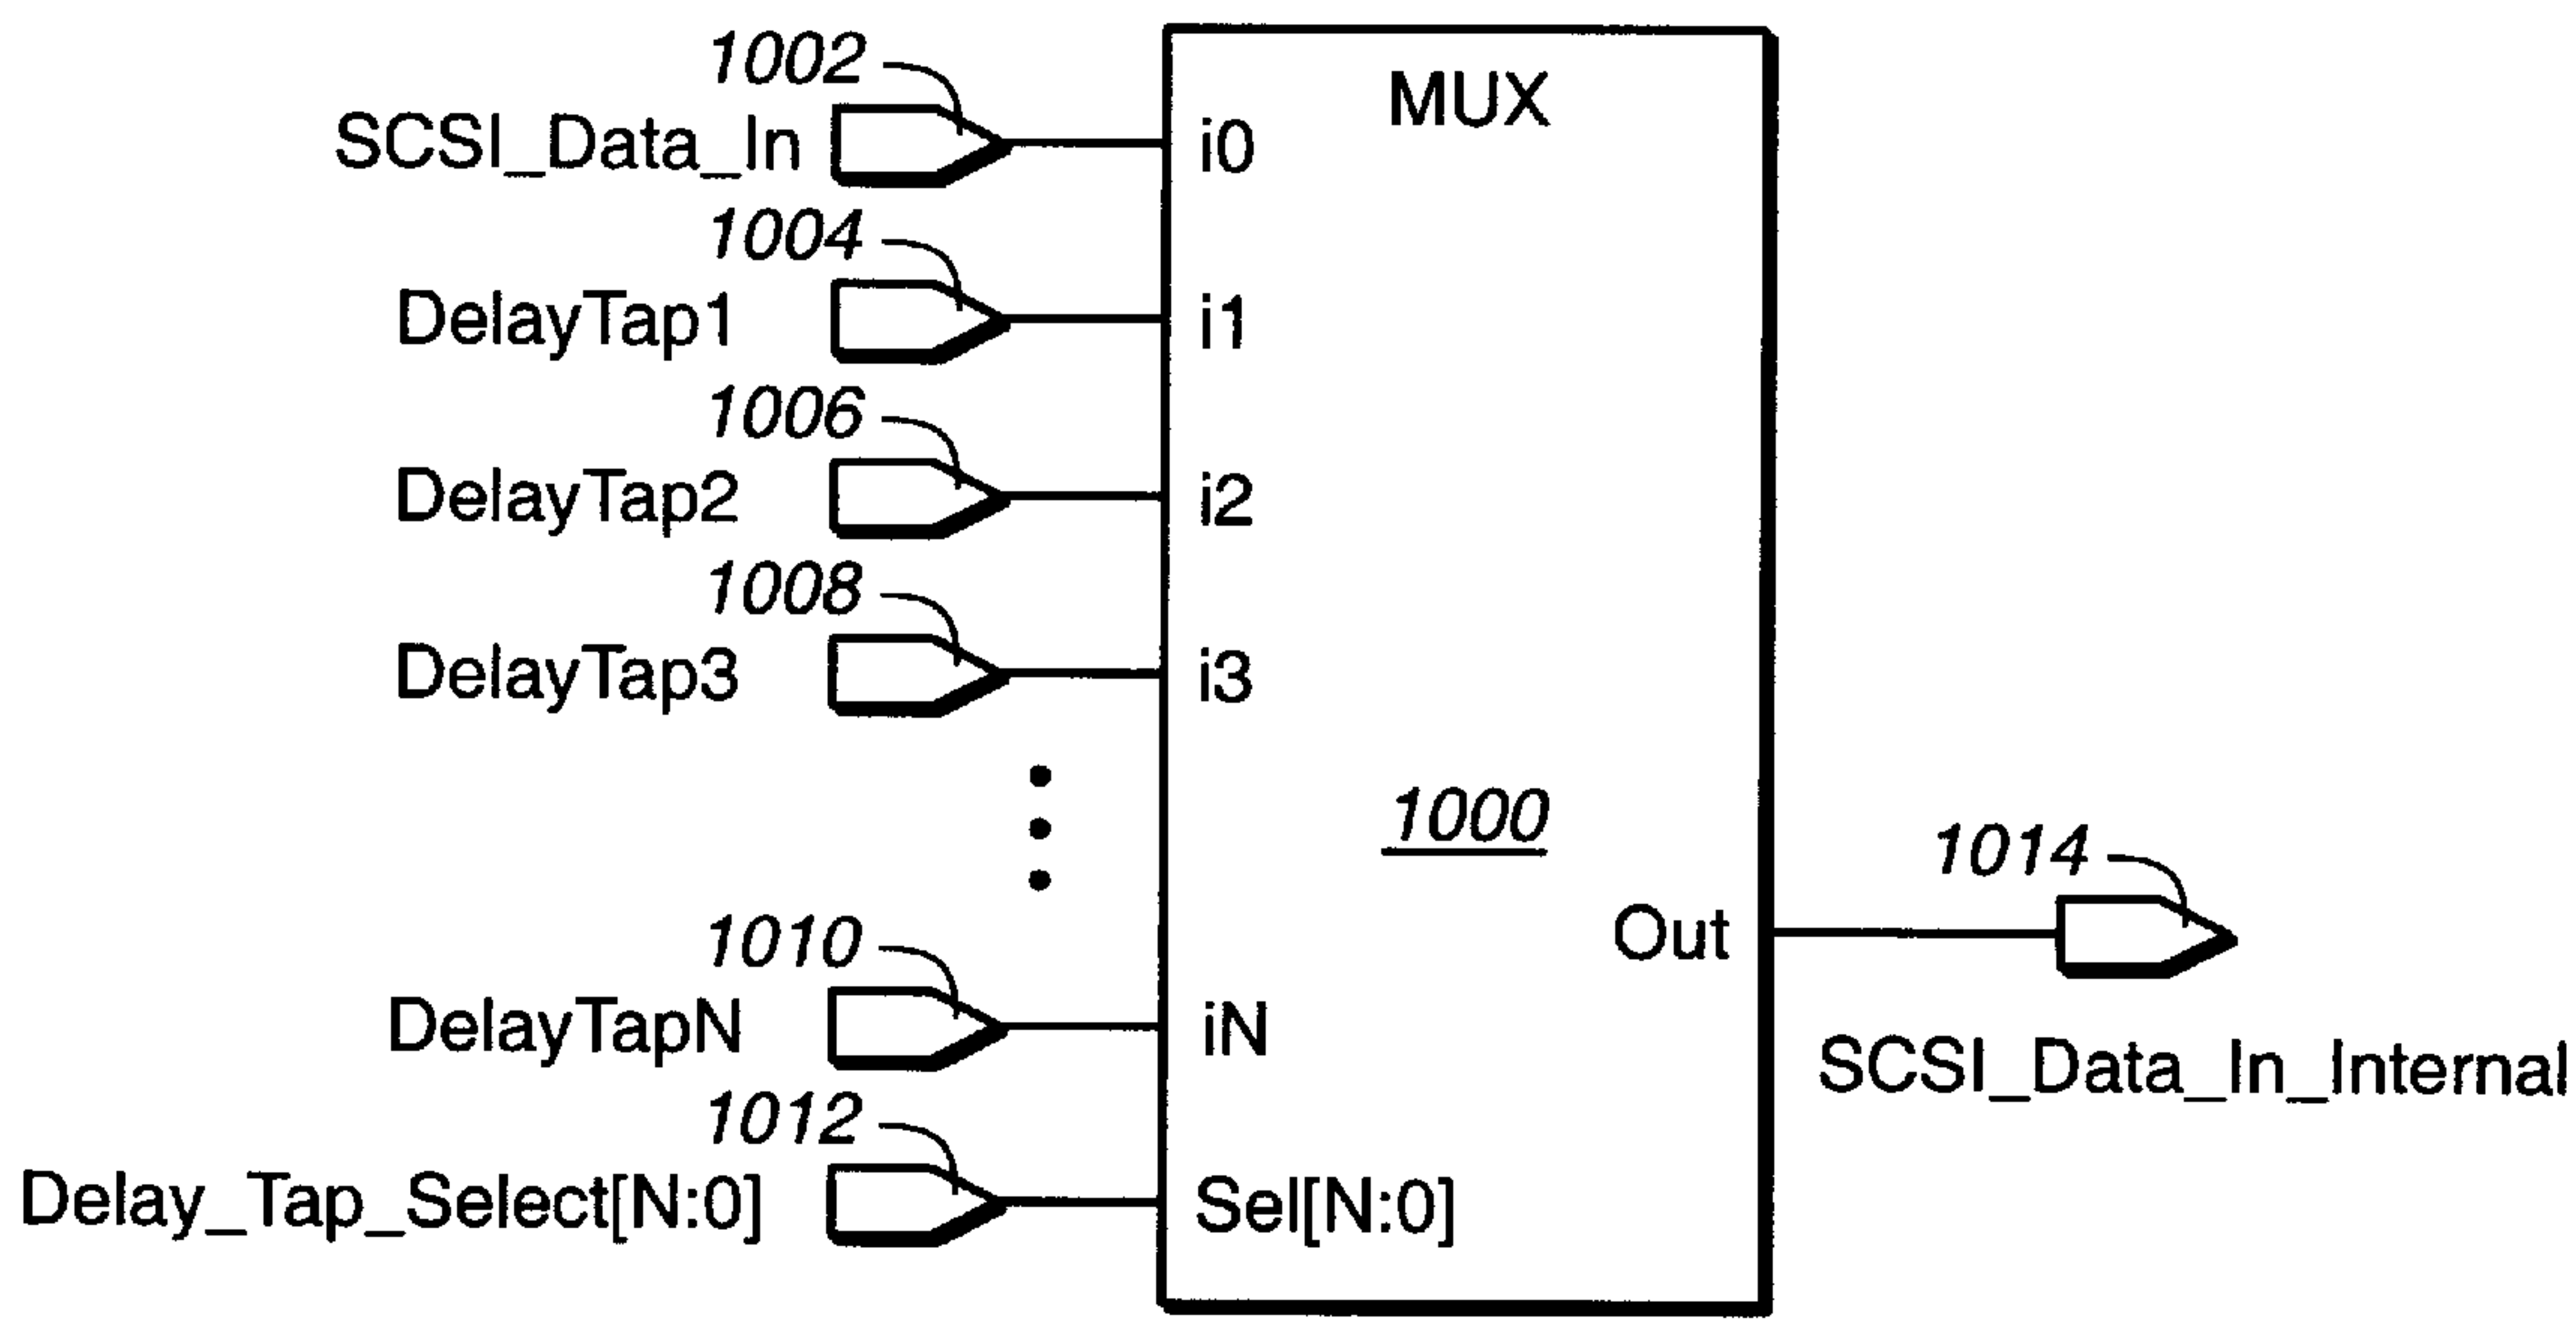 1002
SCSI_Data_In
i0
MUX
1004
DelayTap1
i1
1006
DelayTap2
i2
1008
DelayTap3
i3
1000
1010
DelayTapN
iN
Out
1014
SCSI_Data_In_Internal
1012
Delay_Tap_Select[N:0]
Sel[N:0]